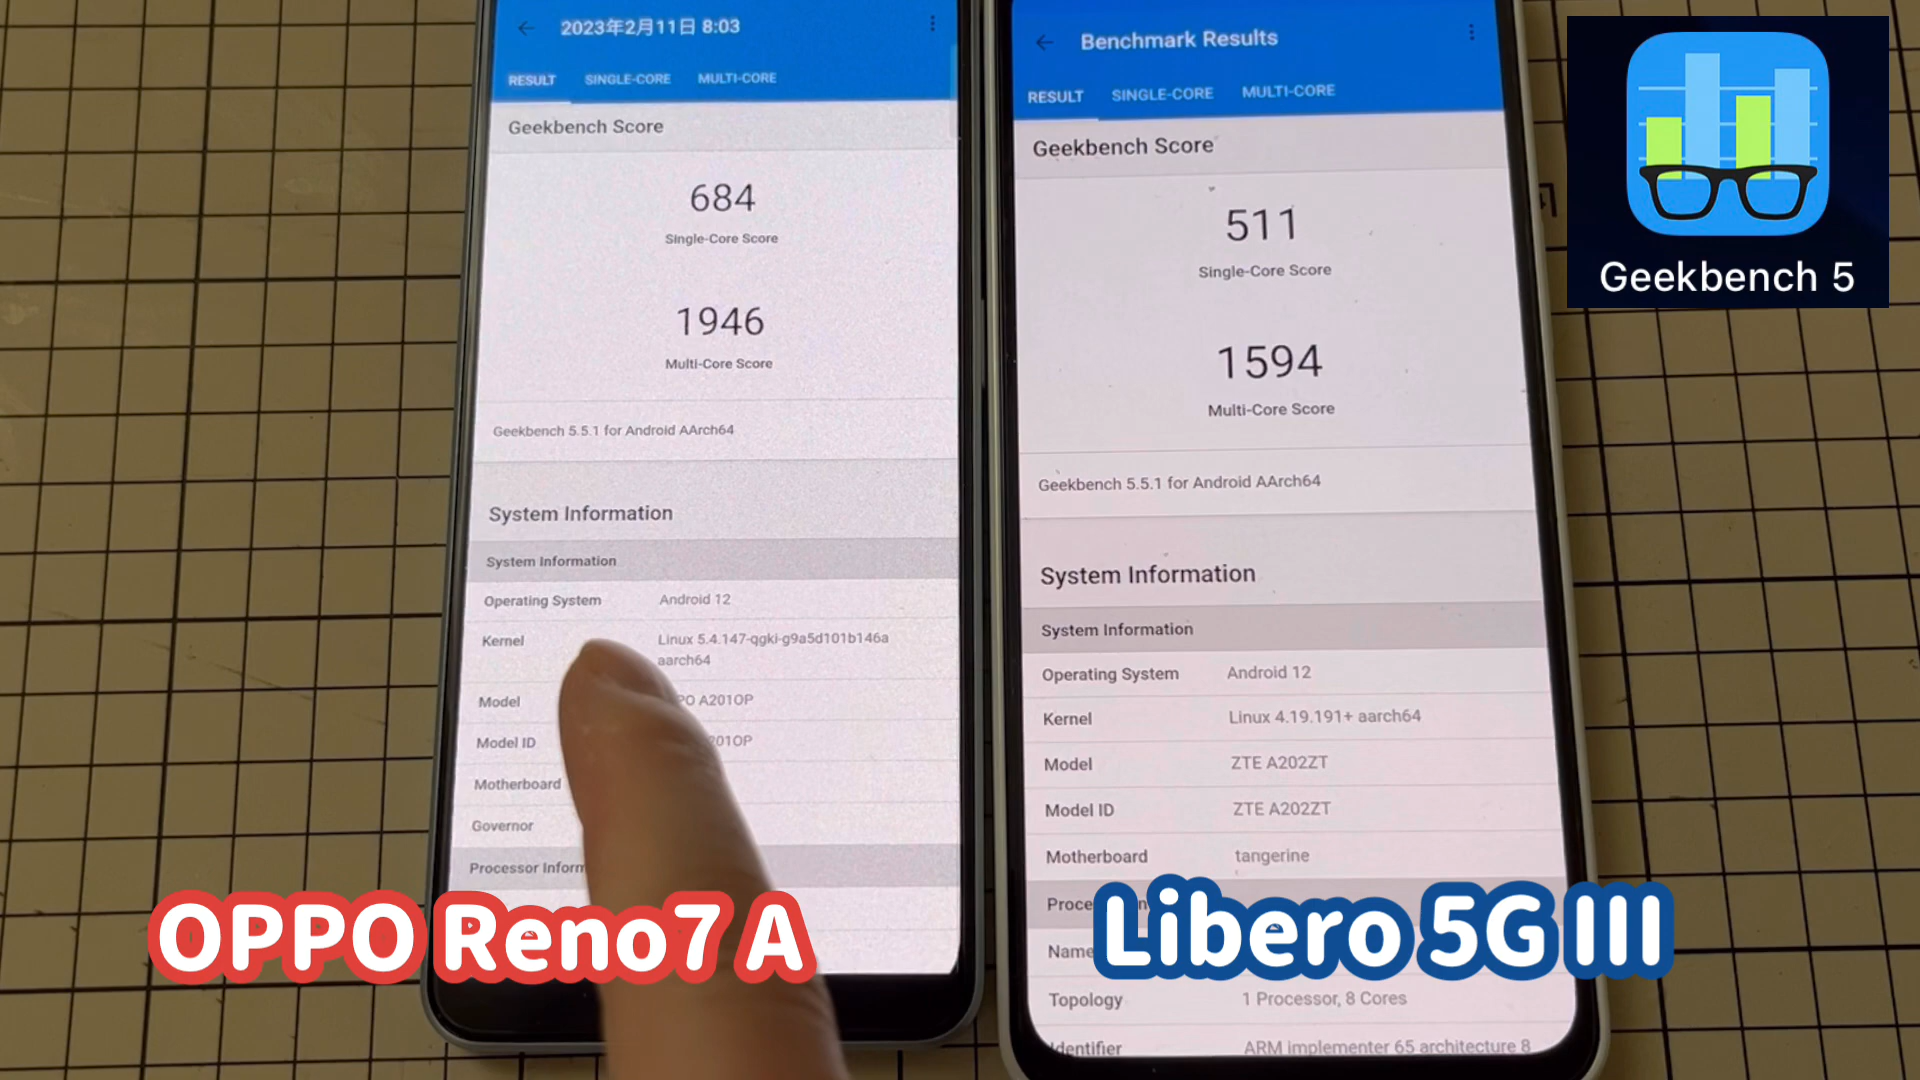 2023年2月11日 8:03
RESULT SINGLE-CORE MULTI-CORE
Geekbench Score
684
Single-Core Score
1946
Multi-Core Score
Geekbench 5.5.1 for Android AArch64
System Information
System Information
Operating System Android 12
Kernel Linux 5.4.147-qgki-g9a5d101b146a
aarch64
Model A201OP
Model ID
Motherboard
Governor
Processor
OPPO Reno7 A
Benchmark Results
RESULT SINGLE-CORE MULTI-CORE
Geekbench Score
511
Single-Core Score
1594
Multi-Core Score
Geekbench 5.5.1 for Android AArch64
System Information
System Information
Operating System Android 12
Kernel Linux 4.19.191+ aarch64
Model ZTE A202ZT
Model ID ZTE A202ZT
Motherboard tangerine
Name
Topology 1 Processor, 8 Cores
Identifier ARM implementer 65 architecture 8
Libero 5G III
Geekbench 5